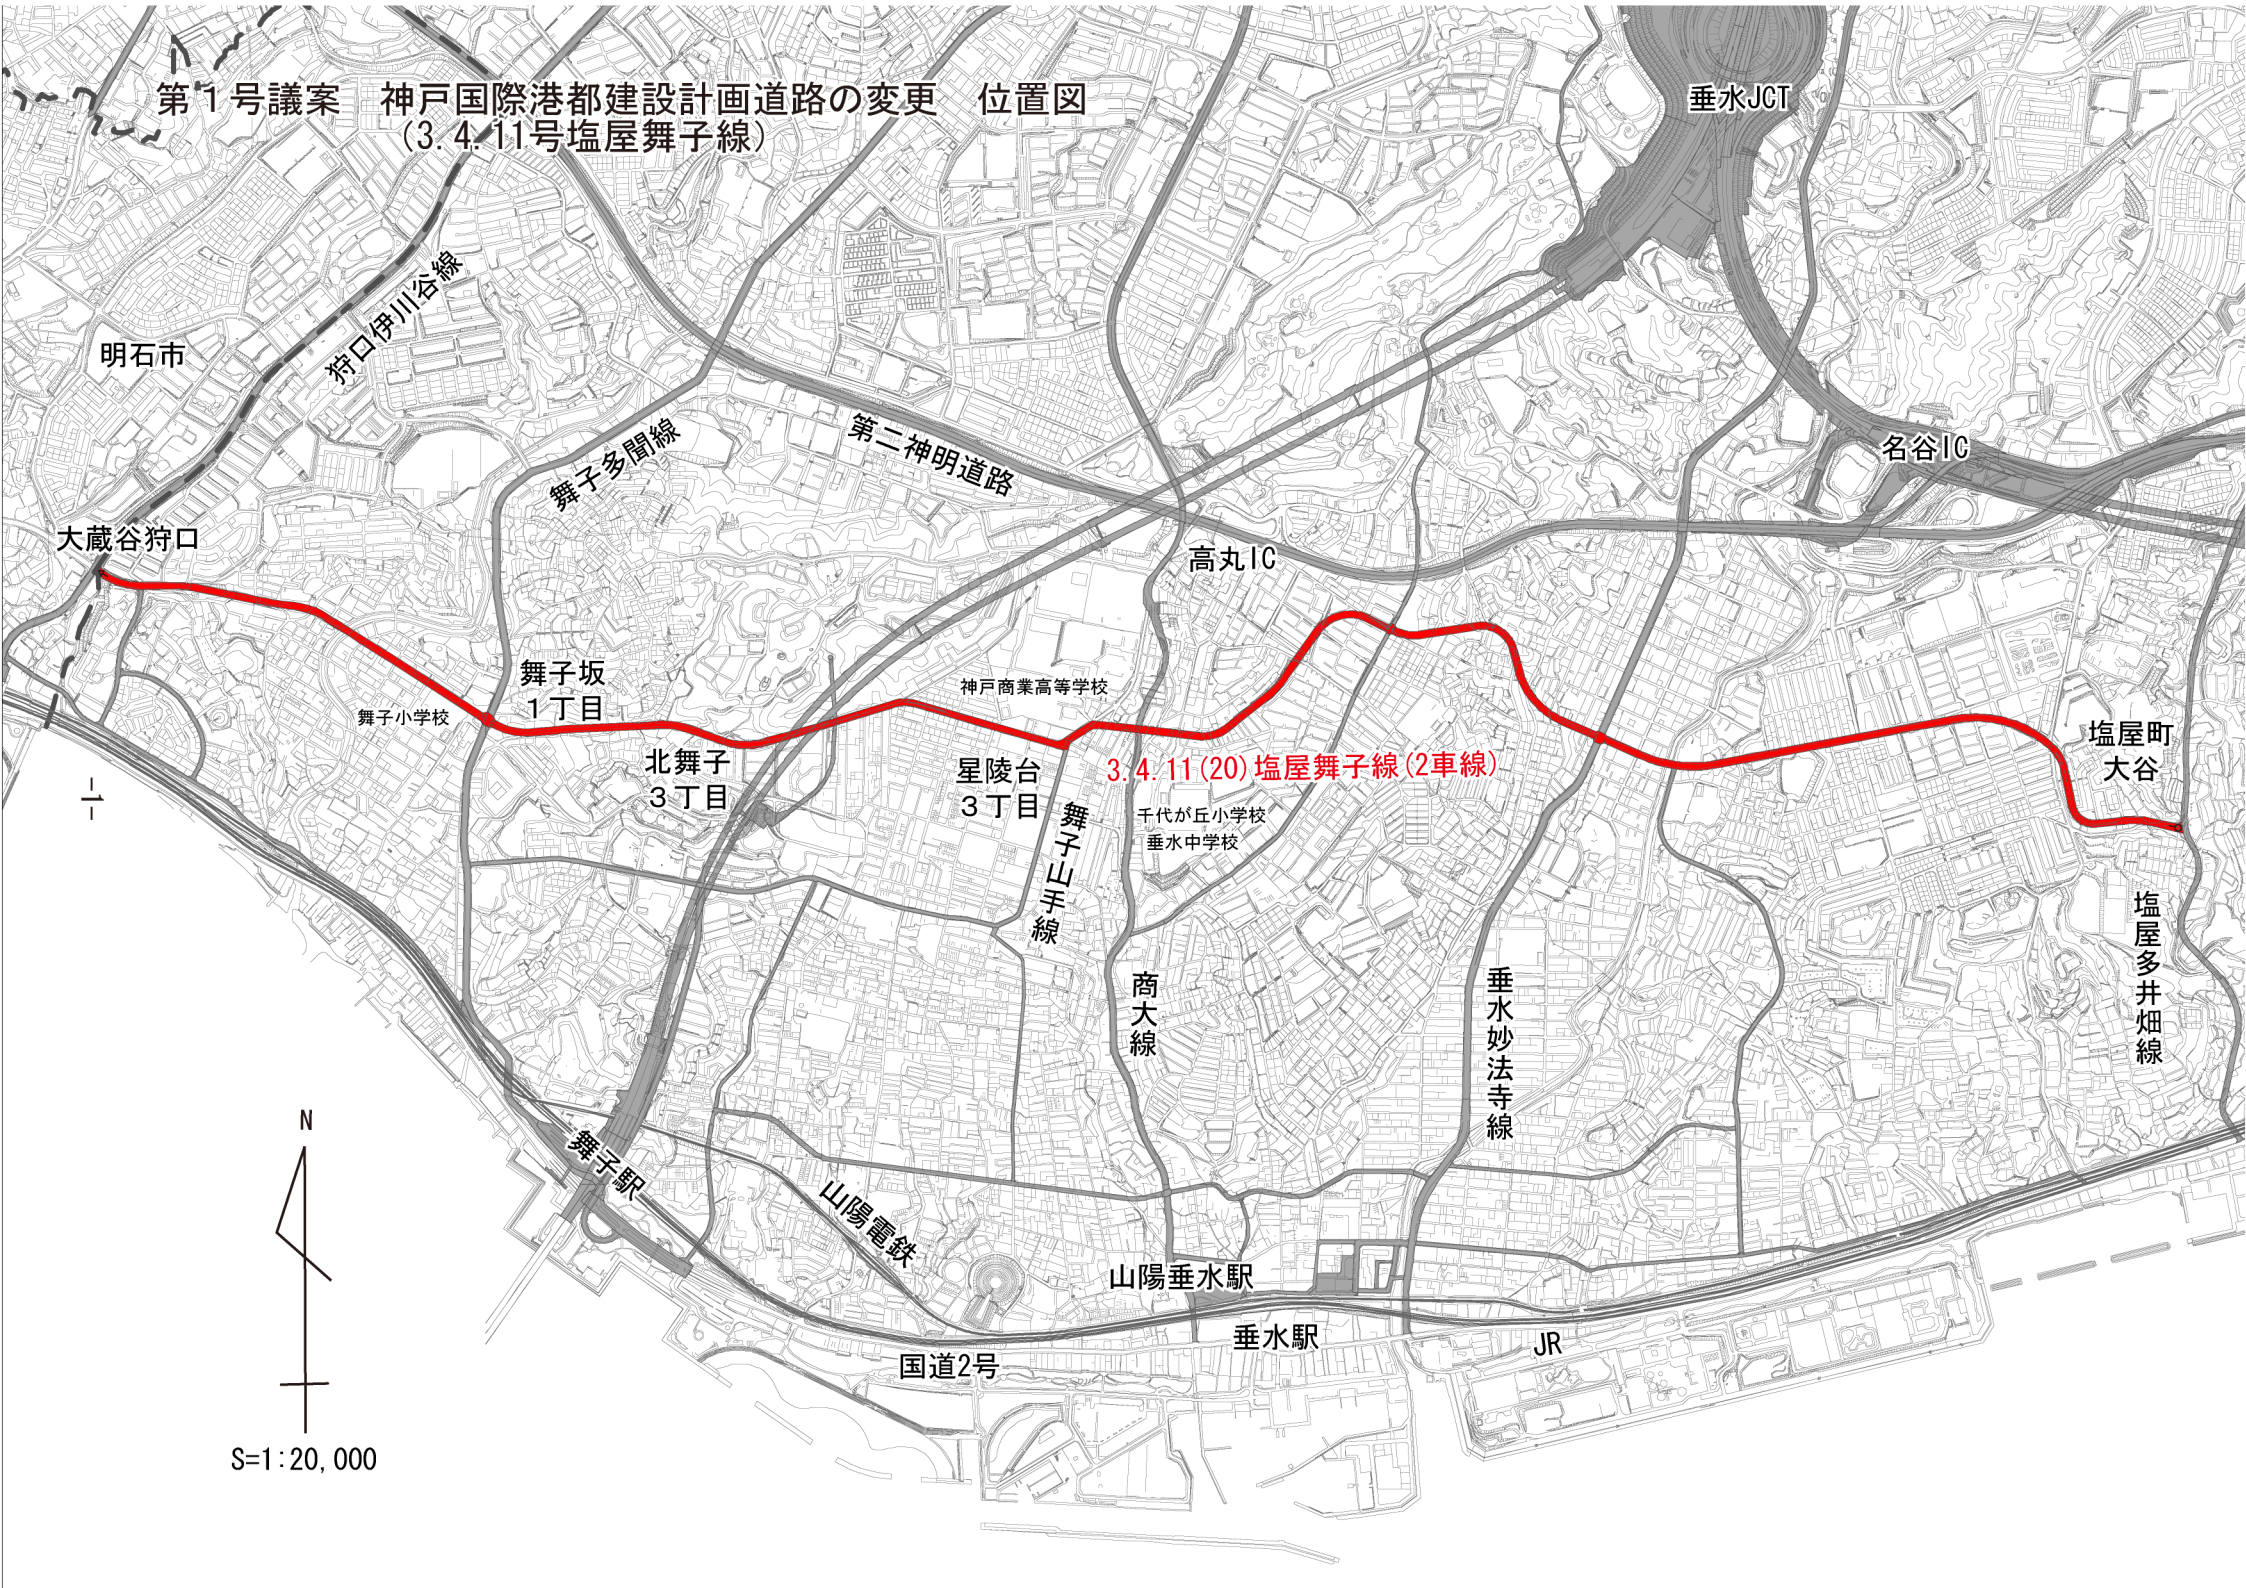 第１号議案　神戸国際港都建設計画道路の変更　位置図
(3.4.11号塩屋舞子線)
垂水JCT
狩口伊川谷線
明石市
舞子多聞線
第二神明道路
名谷IC
大蔵谷狩口
高丸IC
舞子坂
１丁目
神戸商業高等学校
舞子小学校
北舞子
３丁目
星陵台
３丁目
3.4.11(20)塩屋舞子線(2車線)
塩屋町
大谷
-1-
千代が丘小学校
垂水中学校
舞子山手線
塩屋多井畑線
商大線
垂水妙法寺線
N
舞子駅
山陽電鉄
山陽垂水駅
垂水駅
JR
国道2号
S=1:20,000